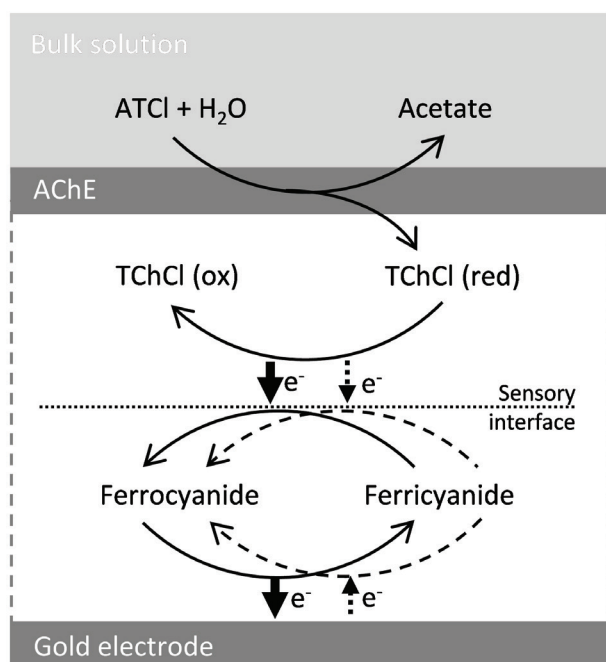 Bulk solution
ATCl + H₂O Acetate
AChE
TChCl (ox) TChCl (red)
e⁻ e⁻
Sensory
interface
Ferrocyanide Ferricyanide
e⁻ e⁻
Gold electrode